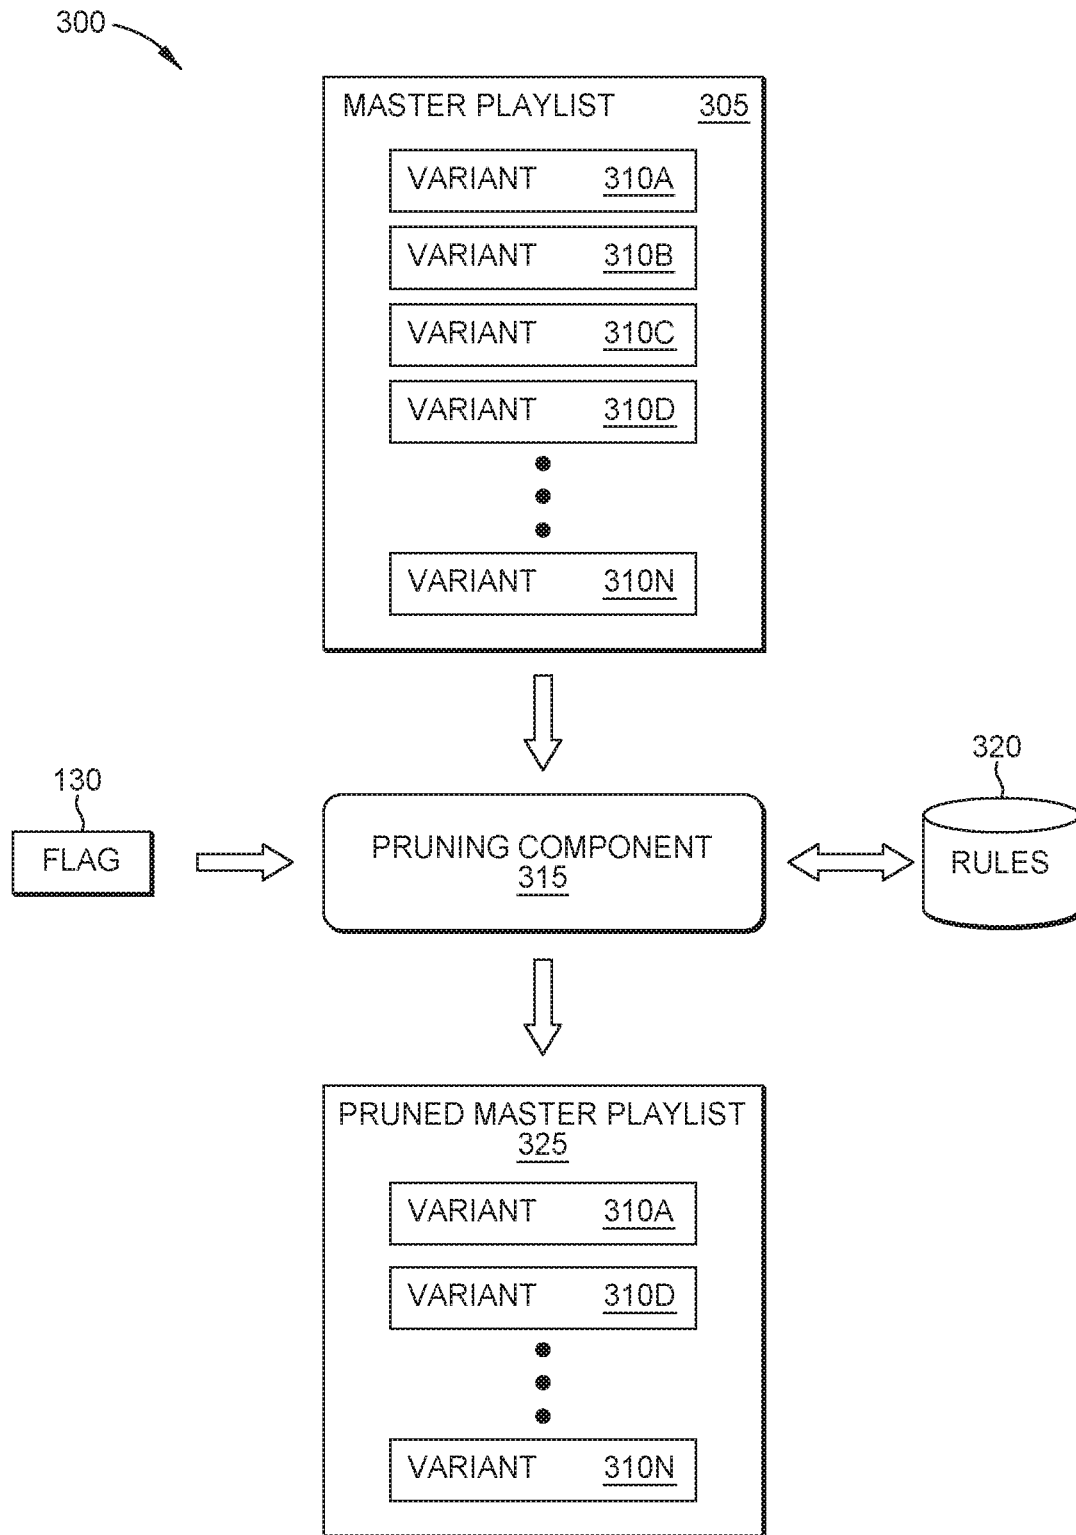 300
MASTER PLAYLIST 305
VARIANT 310A
VARIANT 310B
VARIANT 310C
VARIANT 310D
VARIANT 310N
130
FLAG
PRUNING COMPONENT
315
320
RULES
PRUNED MASTER PLAYLIST
325
VARIANT 310A
VARIANT 310D
VARIANT 310N